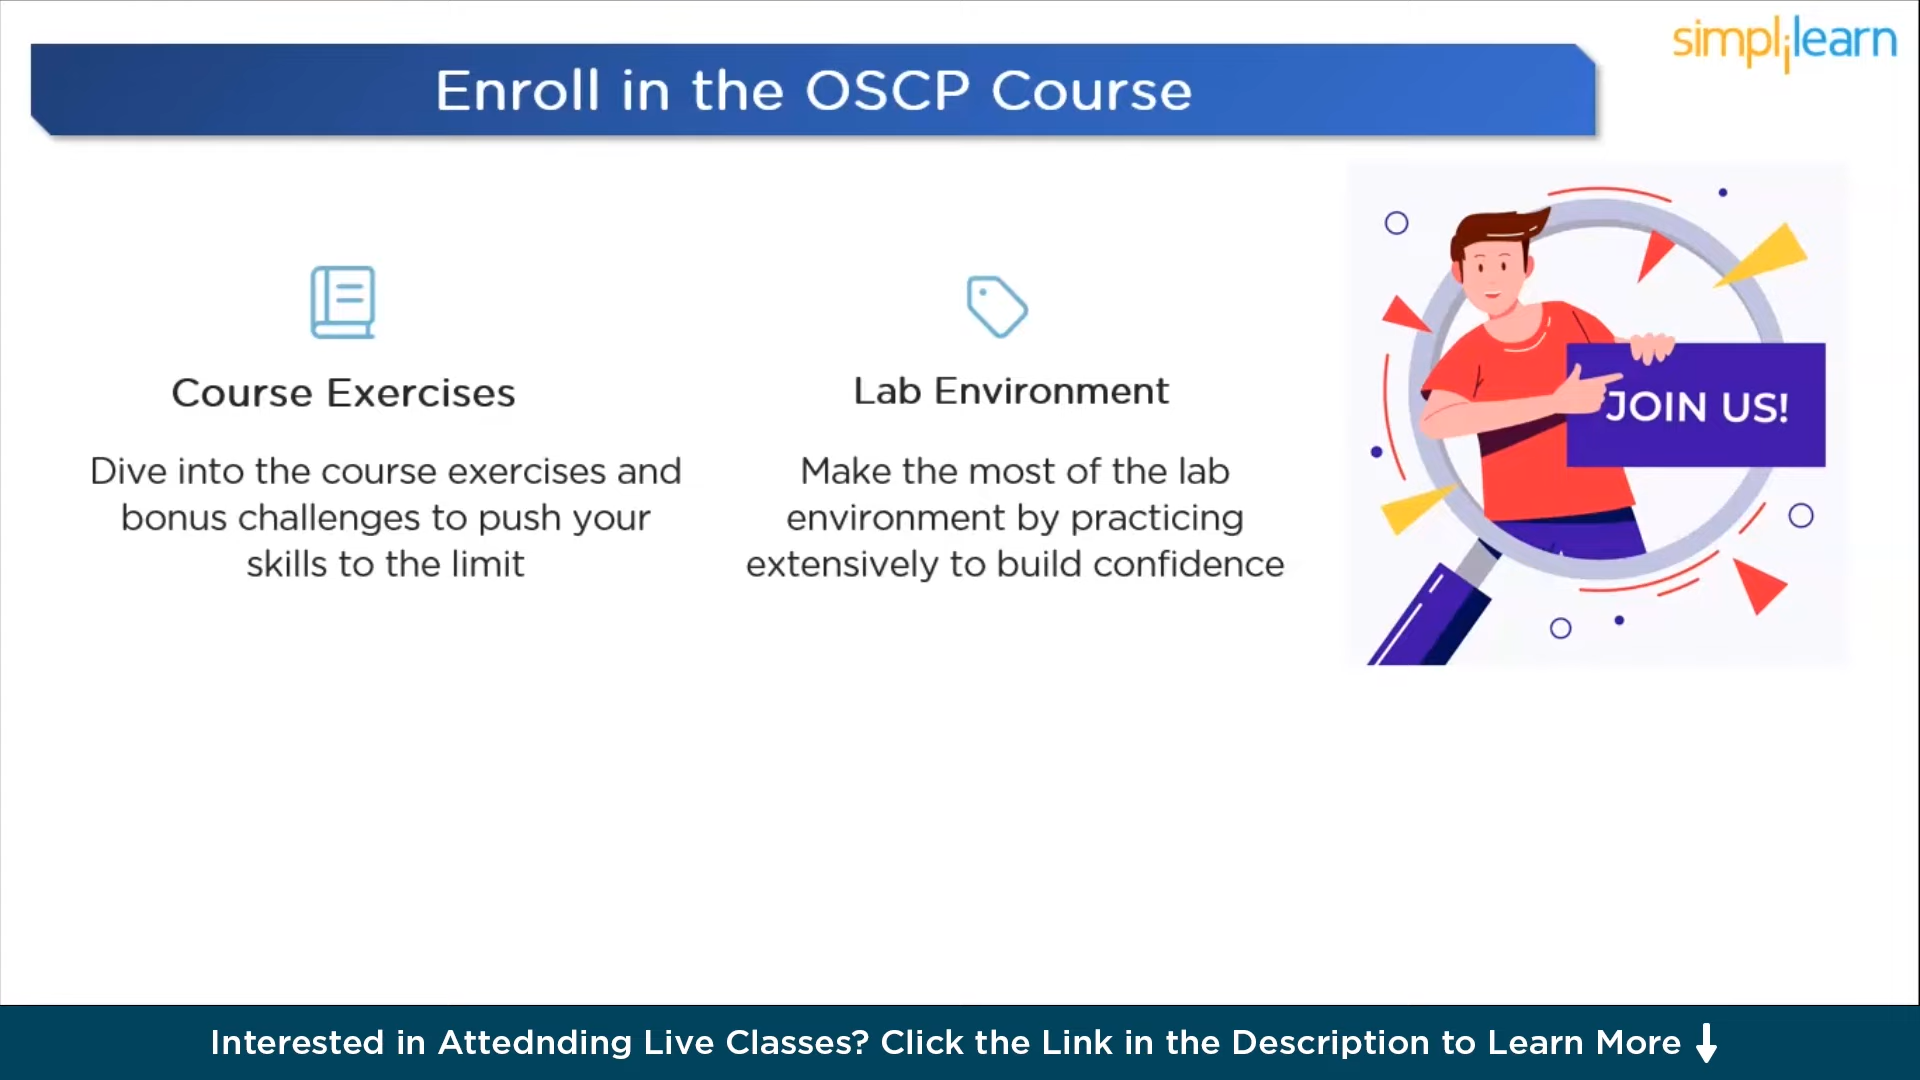 simplilearn
Enroll in the OSCP Course
Course Exercises
Dive into the course exercises and
bonus challenges to push your
skills to the limit
Lab Environment
Make the most of the lab
environment by practicing
extensively to build confidence
JOIN US!
Interested in Attednding Live Classes? Click the Link in the Description to Learn More